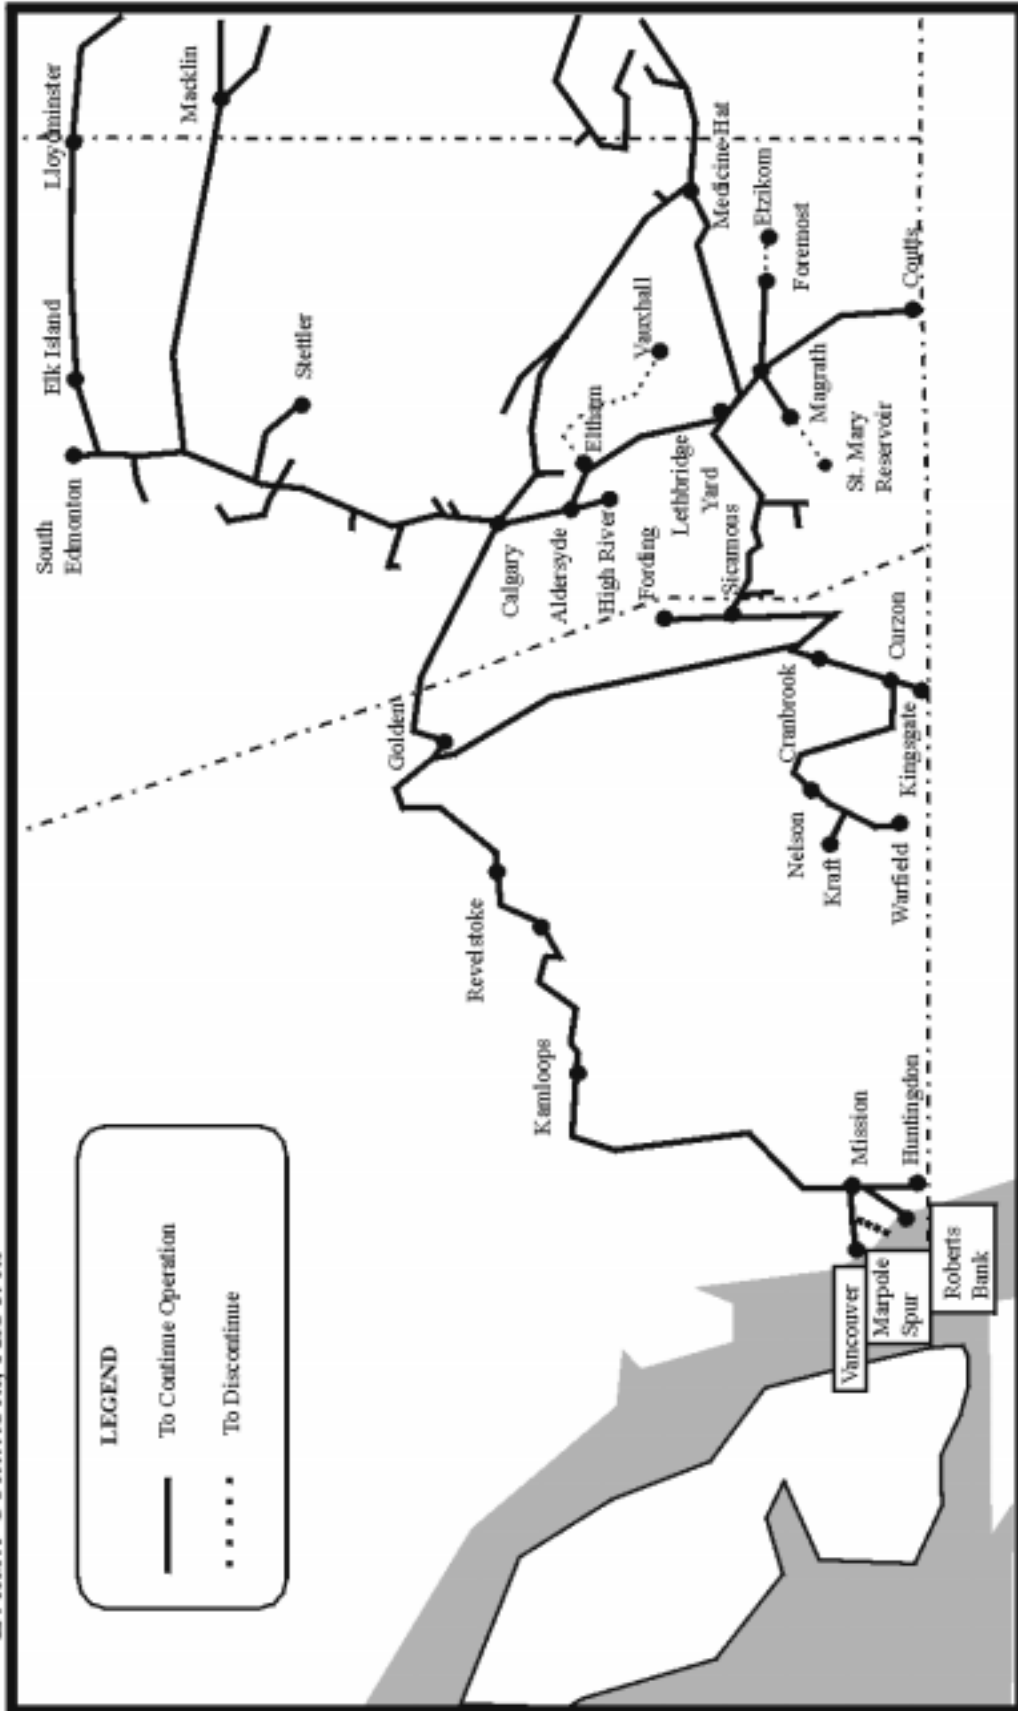 LEGEND
To Continue Operation
To Discontinue
South
Edmonton
Elk Island
Lloydminster
Macklin
Stettler
Calgary
Aldersyde
High River
Eltham
Vauxhall
Medicine Hat
Etzikom
Foremost
Coutts
Magrath
St. Mary
Reservoir
Lethbridge
Yard
Sicamous
Fording
Golden
Cranbrook
Curzon
Kingsgate
Nelson
Kraft
Warfield
Revelstoke
Kamloops
Mission
Huntingdon
Vancouver
Marpole
Spur
Roberts
Bank